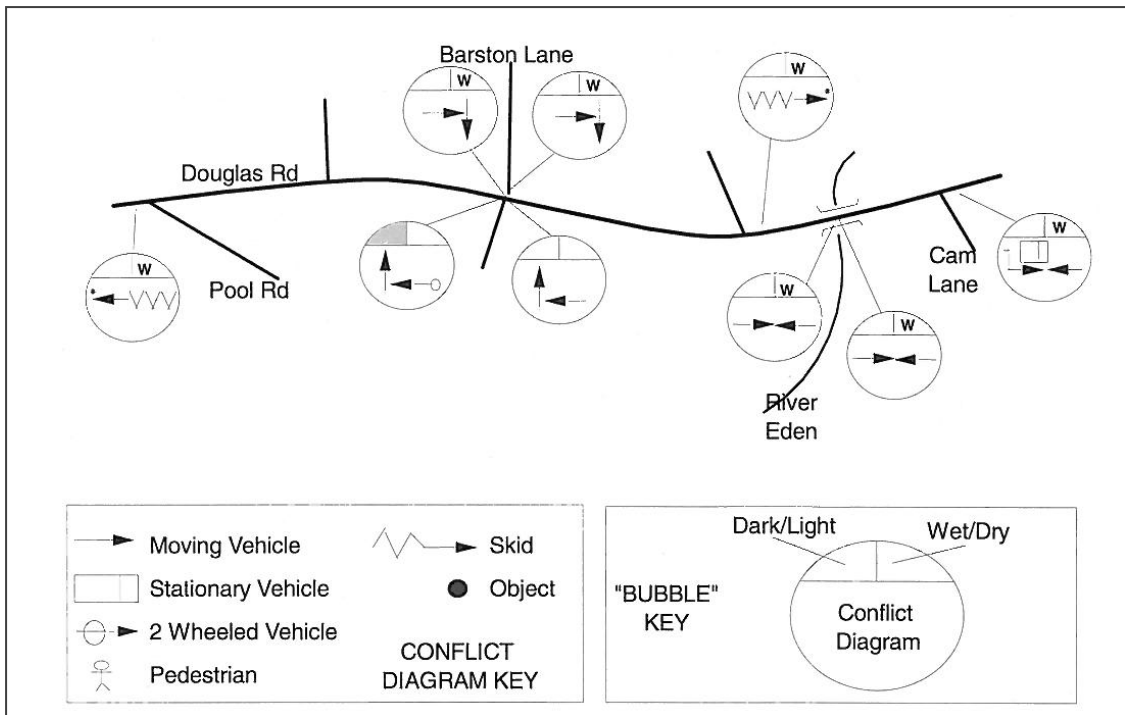 Barston Lane
W
W
W
Douglas Rd
W
Pool Rd
W
Cam
Lane
W
W
River
Eden
Moving Vehicle
Skid
Stationary Vehicle
Object
2 Wheeled Vehicle
Pedestrian
CONFLICT
DIAGRAM KEY
Dark/Light
Wet/Dry
"BUBBLE"
KEY
Conflict
Diagram